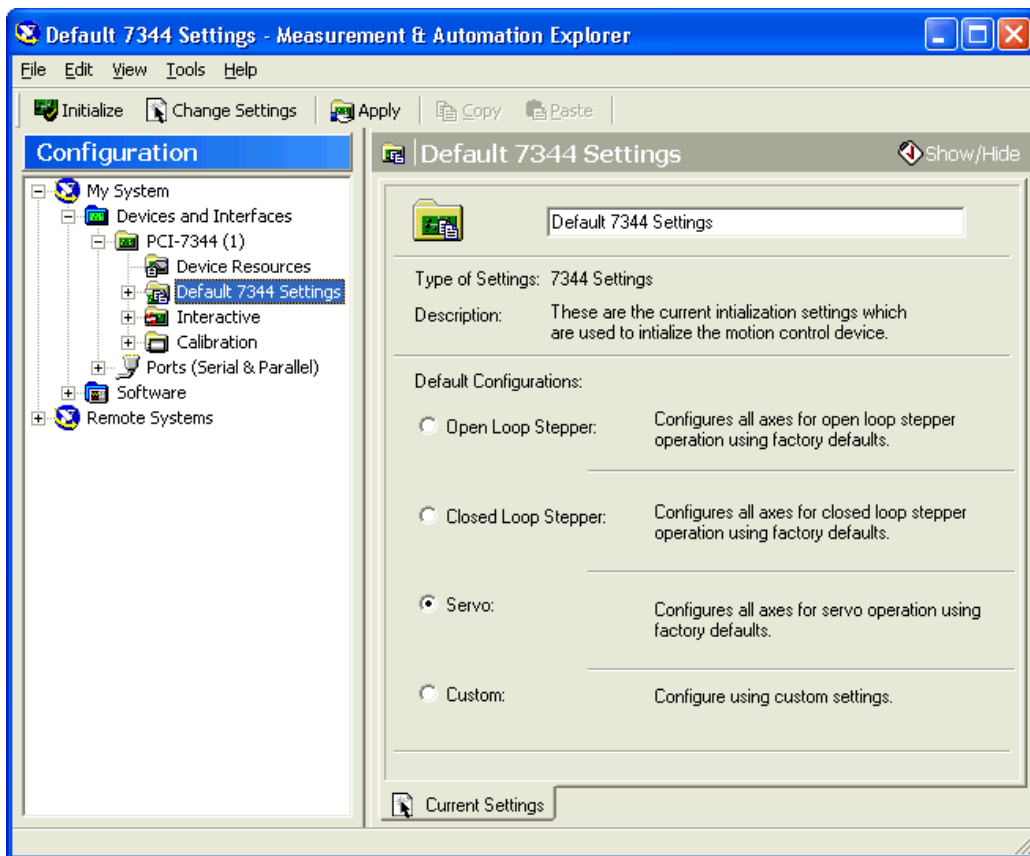 Default 7344 Settings - Measurement & Automation Explorer
File Edit View Tools Help
Initialize Change Settings Apply Copy Paste
Configuration
My System
Devices and Interfaces
PCI-7344 (1)
Device Resources
Default 7344 Settings
Interactive
Calibration
Ports (Serial & Parallel)
Software
Remote Systems
Default 7344 Settings Show/Hide
Default 7344 Settings
Type of Settings: 7344 Settings
Description: These are the current intialization settings which
are used to intialize the motion control device.
Default Configurations:
Open Loop Stepper: Configures all axes for open loop stepper
operation using factory defaults.
Closed Loop Stepper: Configures all axes for closed loop stepper
operation using factory defaults.
Servo: Configures all axes for servo operation using
factory defaults.
Custom: Configure using custom settings.
Current Settings